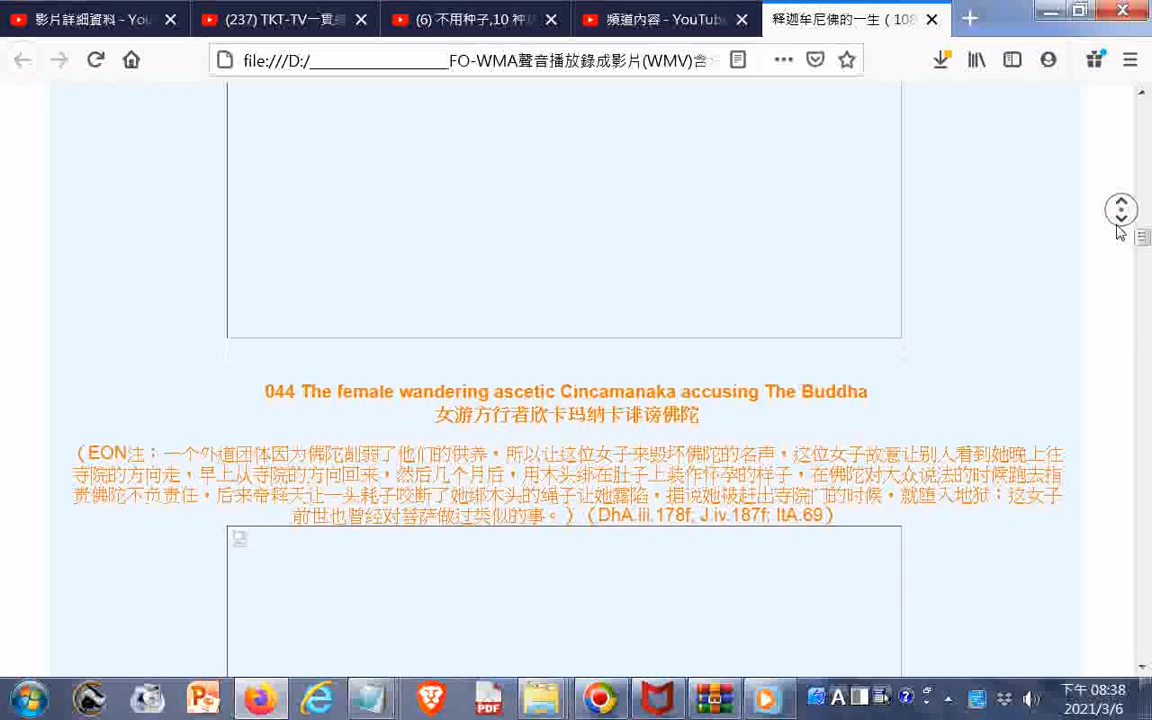 影片詳細資料 - You
(237) TKT-TV一貫
(6) 不用种子,10 种
頻道內容 - YouTube
释迦牟尼佛的一生（108
file:///D:/__________________FO-WMA聲音播放錄成影片(WMV)含
044 The female wandering ascetic Cincamanaka accusing The Buddha
女游方行者欣卡玛纳卡诽谤佛陀
（EON注：一个外道团体因为佛陀削弱了他们的供养，所以让这位女子来毁坏佛陀的名声，这位女子故意让别人看到她晚上往
寺院的方向走，早上从寺院的方向回来，然后几个月后，用木头绑在肚子上装作怀孕的样子，在佛陀对大众说法的时候跑去指
责佛陀不负责任，后来帝释天让一头耗子咬断了她绑木头的绳子让她露陷，据说她被赶出寺院门的时候，就堕入地狱；这女子
前世也曾经对菩萨做过类似的事。）（DhA.iii.178f; J.iv.187f; ItA.69）
PDF
A
下午 08:38
2021/3/6